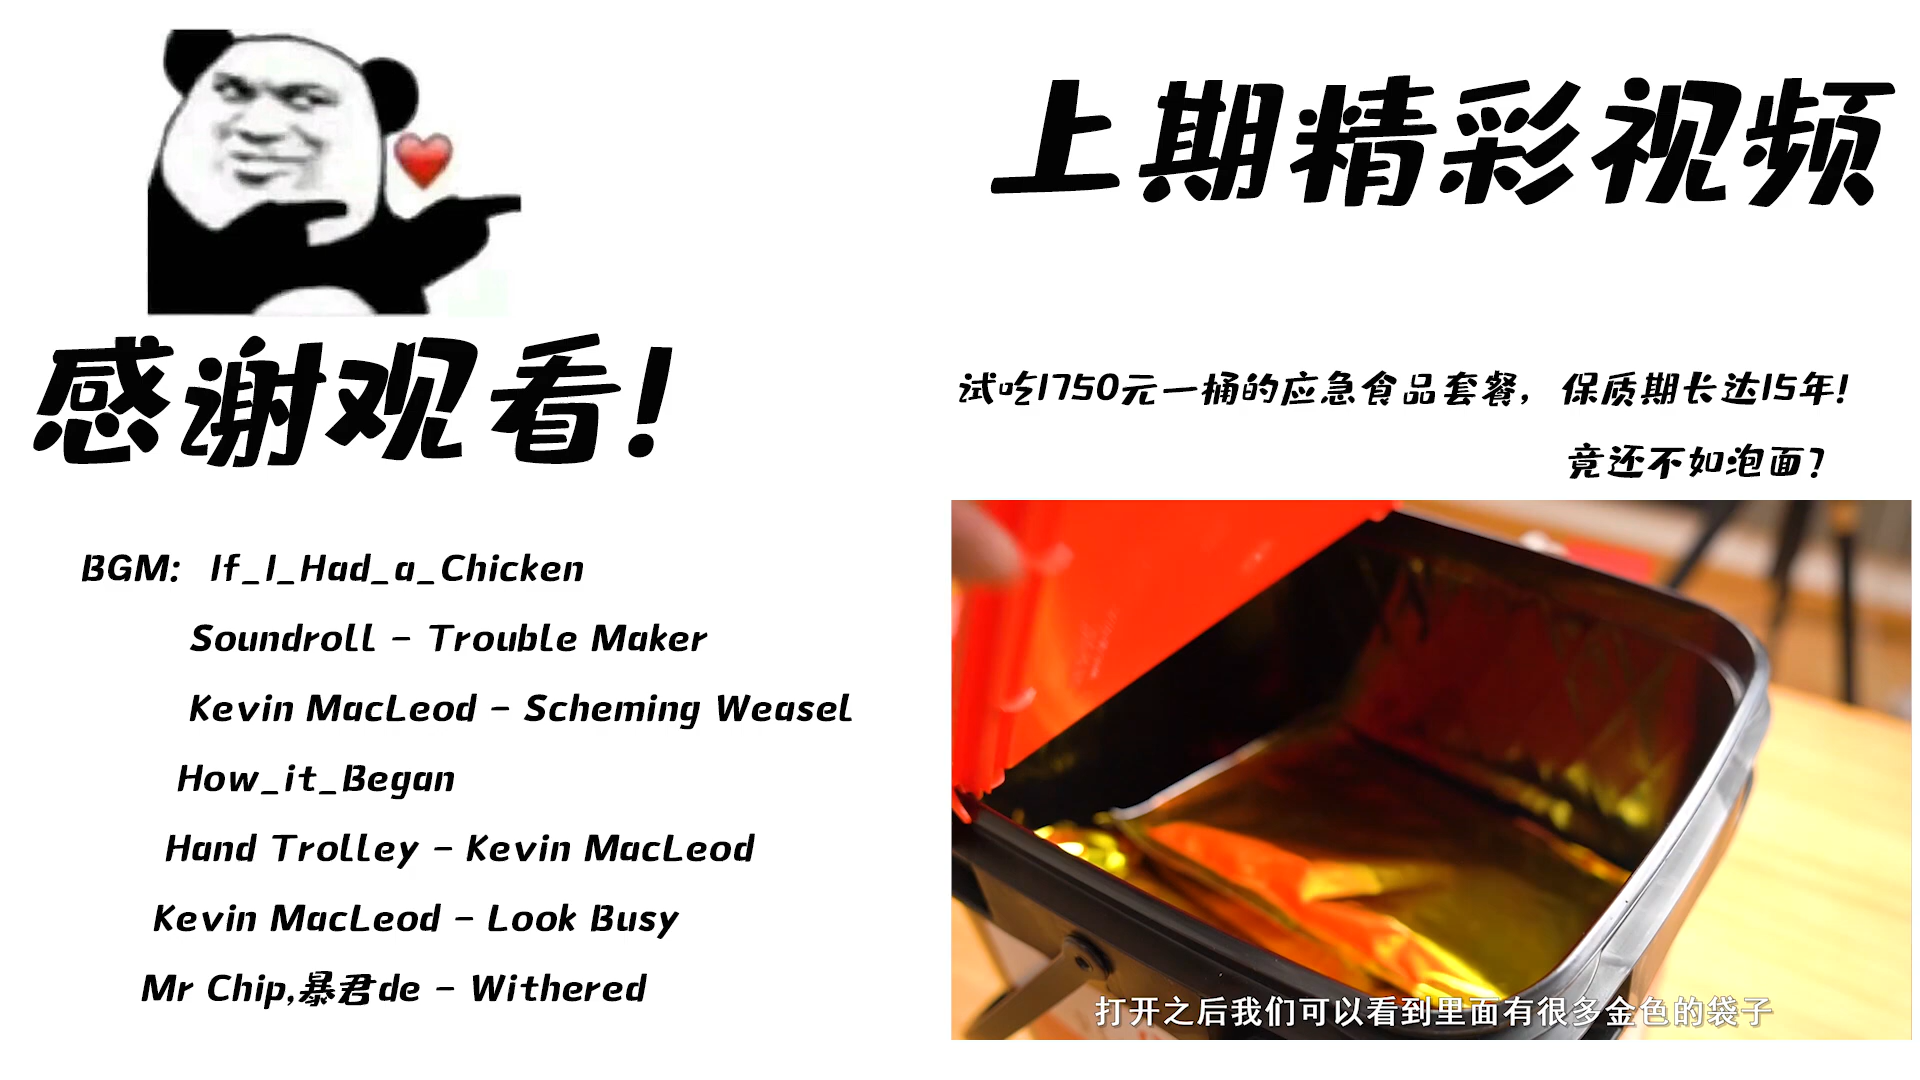 感谢观看!
BGM: If_I_Had_a_Chicken
Soundroll - Trouble Maker
Kevin MacLeod - Scheming Weasel
How_it_Began
Hand Trolley - Kevin MacLeod
Kevin MacLeod - Look Busy
Mr Chip,暴君de - Withered
上期精彩视频
试吃1750元一桶的应急食品套餐，保质期长达15年!
竟还不如泡面?
打开之后我们可以看到里面有很多金色的袋子